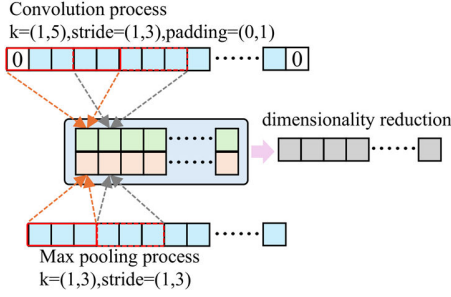 Convolution process
k=(1,5),stride=(1,3),padding=(0,1)
0 0
dimensionality reduction
Max pooling process
k=(1,3),stride=(1,3)